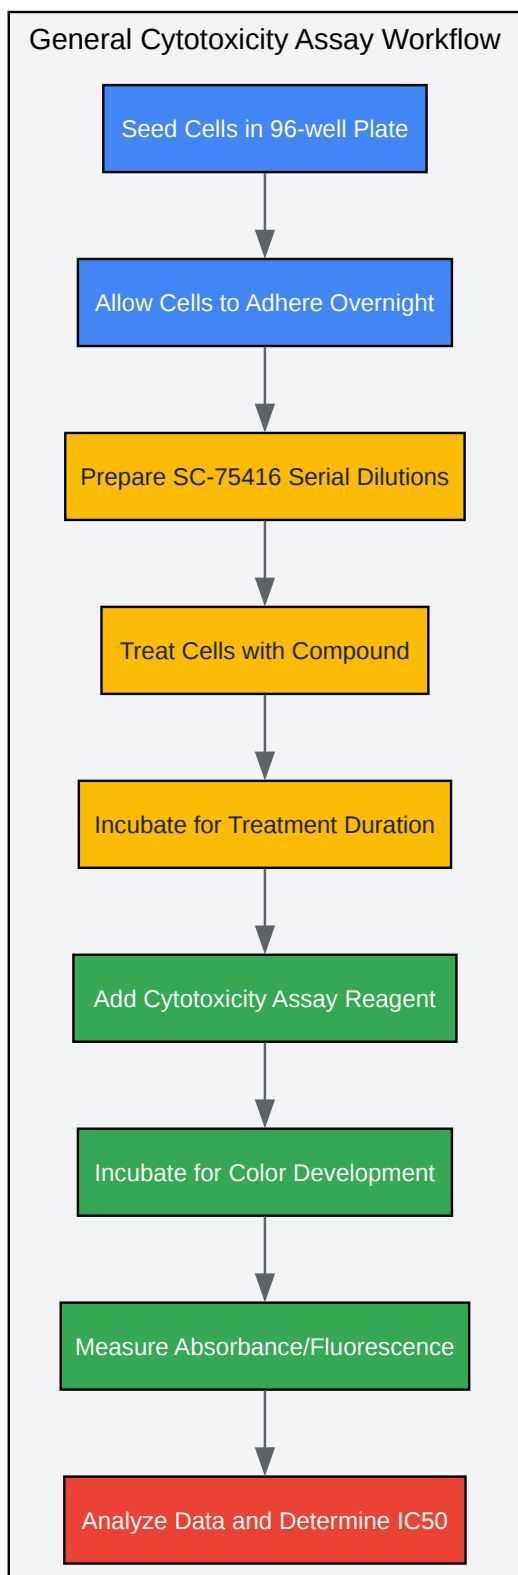 General Cytotoxicity Assay Workflow
Seed Cells in 96-well Plate
Allow Cells to Adhere Overnight
Prepare SC-75416 Serial Dilutions
Treat Cells with Compound
Incubate for Treatment Duration
Add Cytotoxicity Assay Reagent
Incubate for Color Development
Measure Absorbance/Fluorescence
Analyze Data and Determine IC50